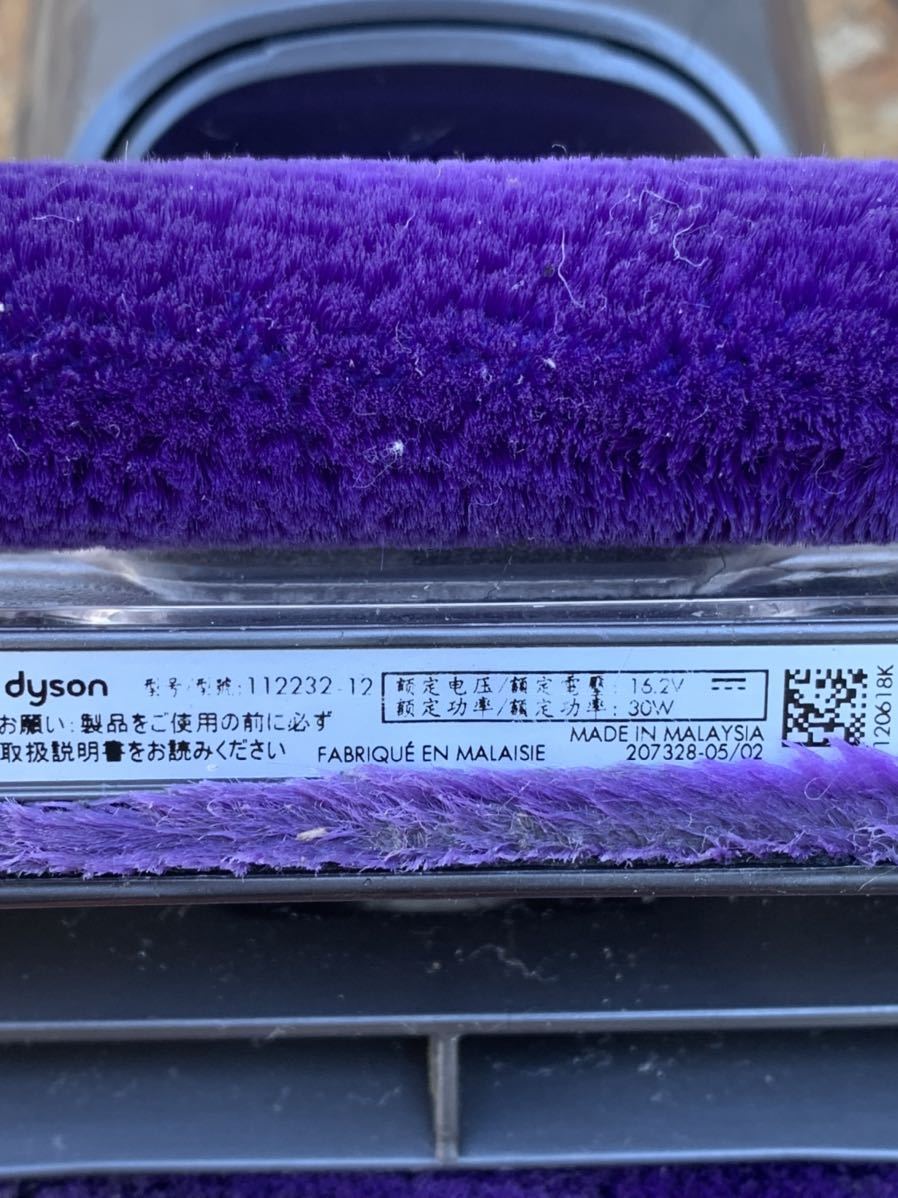 dyson 型号/型號: 112232-12
额定电压/額定電壓: 16.2V
额定功率/額定功率: 30W
お願い:製品をご使用の前に必ず
取扱説明書をお読みください
FABRIQUÉ EN MALAISIE
MADE IN MALAYSIA
207328-05/02
120618K